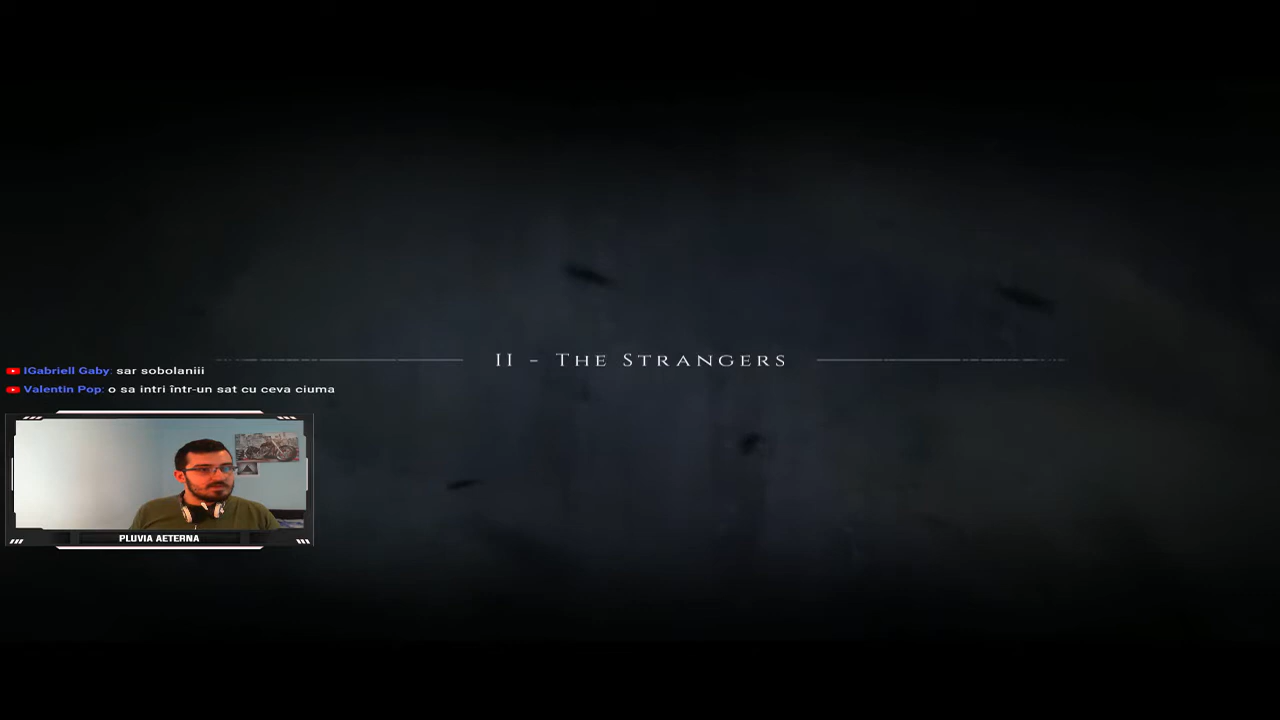 II - The Strangers
IGabriell Gaby: sar sobolaniii
Valentin Pop: o sa intri într-un sat cu ceva ciuma
PLUVIA AETERNA